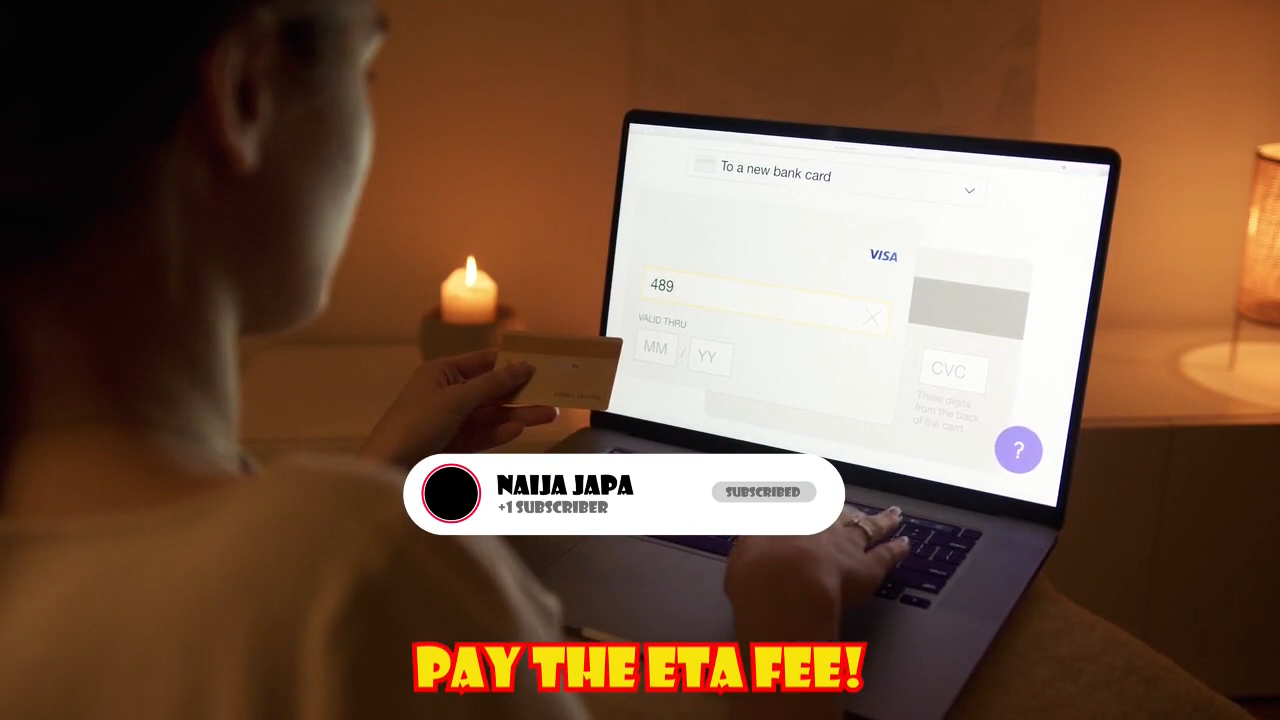 To a new bank card
VISA
489
VALID THRU
MM / YY
CVC
Three digits
from the back
of the card
?
NAIJA JAPA
+1 SUBSCRIBER
SUBSCRIBED
PAY THE ETA FEE!